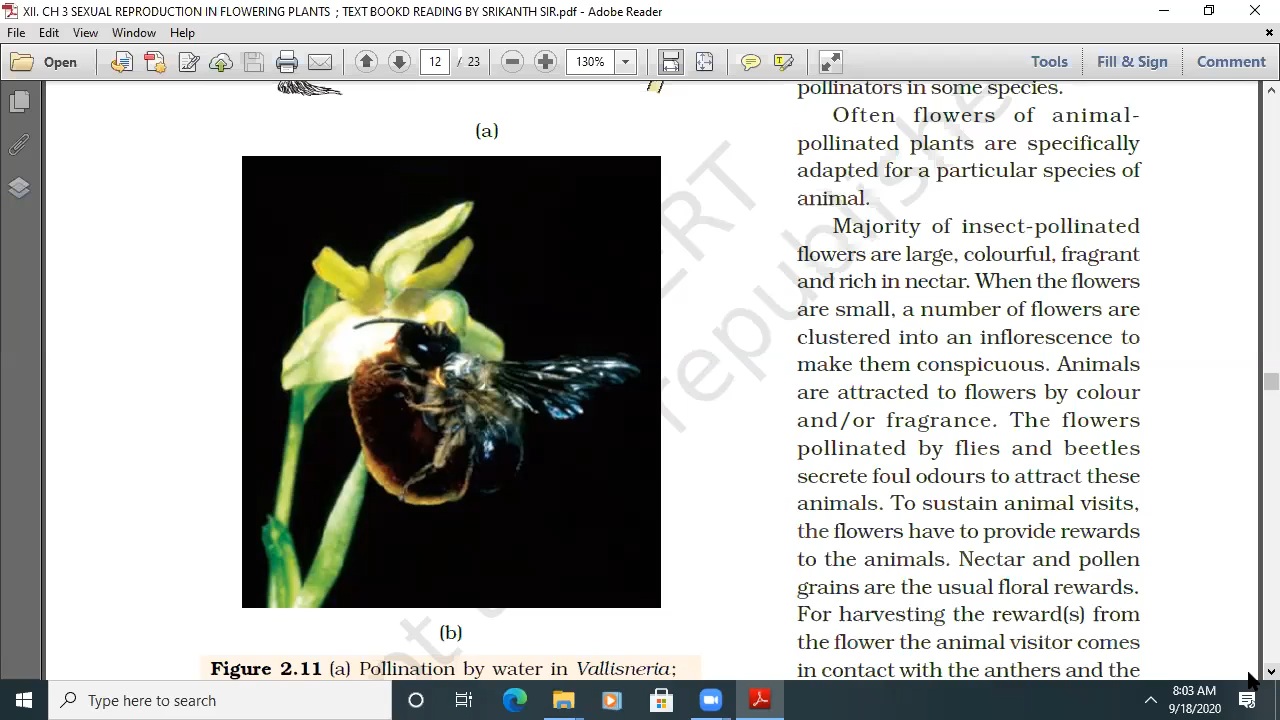 XII. CH 3 SEXUAL REPRODUCTION IN FLOWERING PLANTS ; TEXT BOOKD READING BY SRIKANTH SIR.pdf - Adobe Reader
File Edit View Window Help
Open 12 / 23 130% Tools Fill & Sign Comment
(a)
(b)
Figure 2.11 (a) Pollination by water in Vallisneria;
pollinators in some species.
Often flowers of animal-
pollinated plants are specifically
adapted for a particular species of
animal.
Majority of insect-pollinated
flowers are large, colourful, fragrant
and rich in nectar. When the flowers
are small, a number of flowers are
clustered into an inflorescence to
make them conspicuous. Animals
are attracted to flowers by colour
and/or fragrance. The flowers
pollinated by flies and beetles
secrete foul odours to attract these
animals. To sustain animal visits,
the flowers have to provide rewards
to the animals. Nectar and pollen
grains are the usual floral rewards.
For harvesting the reward(s) from
the flower the animal visitor comes
in contact with the anthers and the
Type here to search
8:03 AM
9/18/2020